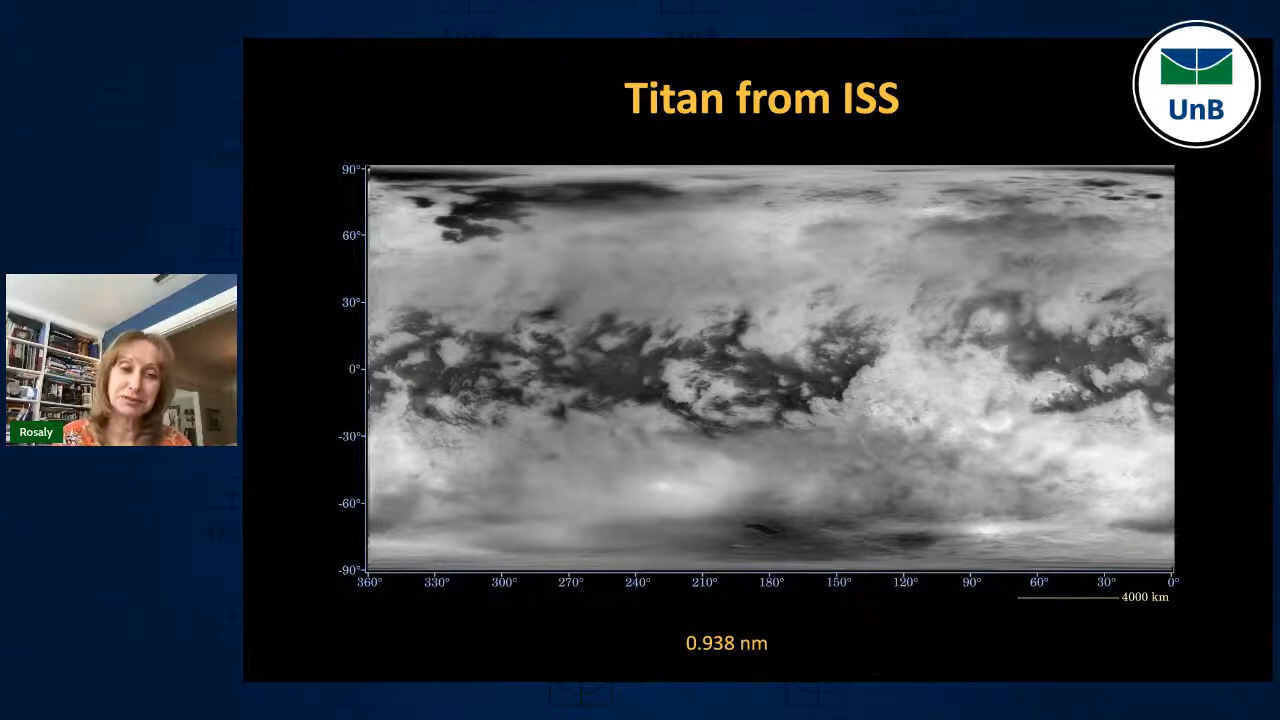 Titan from ISS
UnB
90°
60°
30°
0°
-30°
-60°
-90°
360° 330° 300° 270° 240° 210° 180° 150° 120° 90° 60° 30° 0°
4000 km
0.938 nm
Rosaly